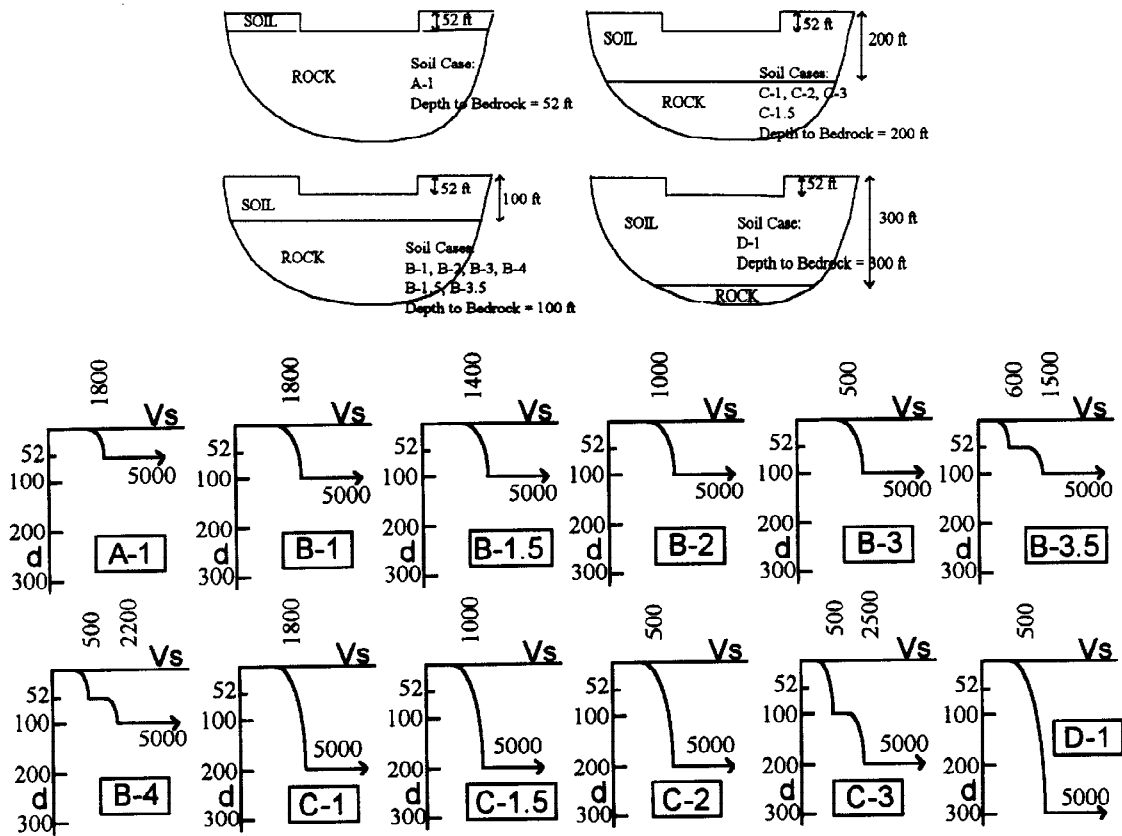 SOIL
52 ft
ROCK
Soil Case:
A-1
Depth to Bedrock = 52 ft
SOIL
52 ft
200 ft
ROCK
Soil Cases:
C-1, C-2, C-3
C-1.5
Depth to Bedrock = 200 ft
SOIL
52 ft
100 ft
ROCK
Soil Cases
B-1, B-2, B-3, B-4
B-1.5, B-3.5
Depth to Bedrock = 100 ft
SOIL
52 ft
300 ft
Soil Case:
D-1
Depth to Bedrock = 300 ft
ROCK
1800
Vs
52
100
5000
200
d
300
A-1
1800
Vs
52
100
5000
200
d
300
B-1
1400
Vs
52
100
5000
200
d
300
B-1.5
1000
Vs
52
100
5000
200
d
300
B-2
500
Vs
52
100
5000
200
d
300
B-3
600 1500
Vs
52
100
5000
200
d
300
B-3.5
500 2200
Vs
52
100
5000
200
d
300
B-4
1800
Vs
52
100
5000
200
d
300
C-1
1000
Vs
52
100
5000
200
d
300
C-1.5
500
Vs
52
100
5000
200
d
300
C-2
500 2500
Vs
52
100
5000
200
d
300
C-3
500
Vs
52
100
D-1
200
5000
d
300